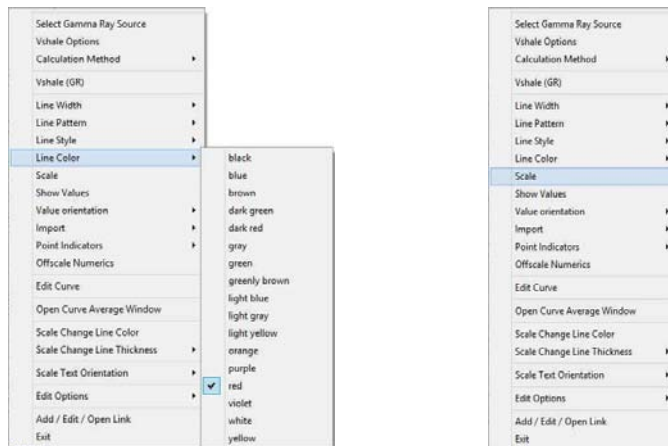 Select Gamma Ray Source
Vshale Options
Calculation Method
Vshale (GR)
Line Width
Line Pattern
Line Style
Line Color
Scale
Show Values
Value orientation
Import
Point Indicators
Offscale Numerics
Edit Curve
Open Curve Average Window
Scale Change Line Color
Scale Change Line Thickness
Scale Text Orientation
Edit Options
Add / Edit / Open Link
Exit
black
blue
brown
dark green
dark red
gray
green
greenly brown
light blue
light gray
light yellow
orange
purple
red
violet
white
yellow
Select Gamma Ray Source
Vshale Options
Calculation Method
Vshale (GR)
Line Width
Line Pattern
Line Style
Line Color
Scale
Show Values
Value orientation
Import
Point Indicators
Offscale Numerics
Edit Curve
Open Curve Average Window
Scale Change Line Color
Scale Change Line Thickness
Scale Text Orientation
Edit Options
Add / Edit / Open Link
Exit